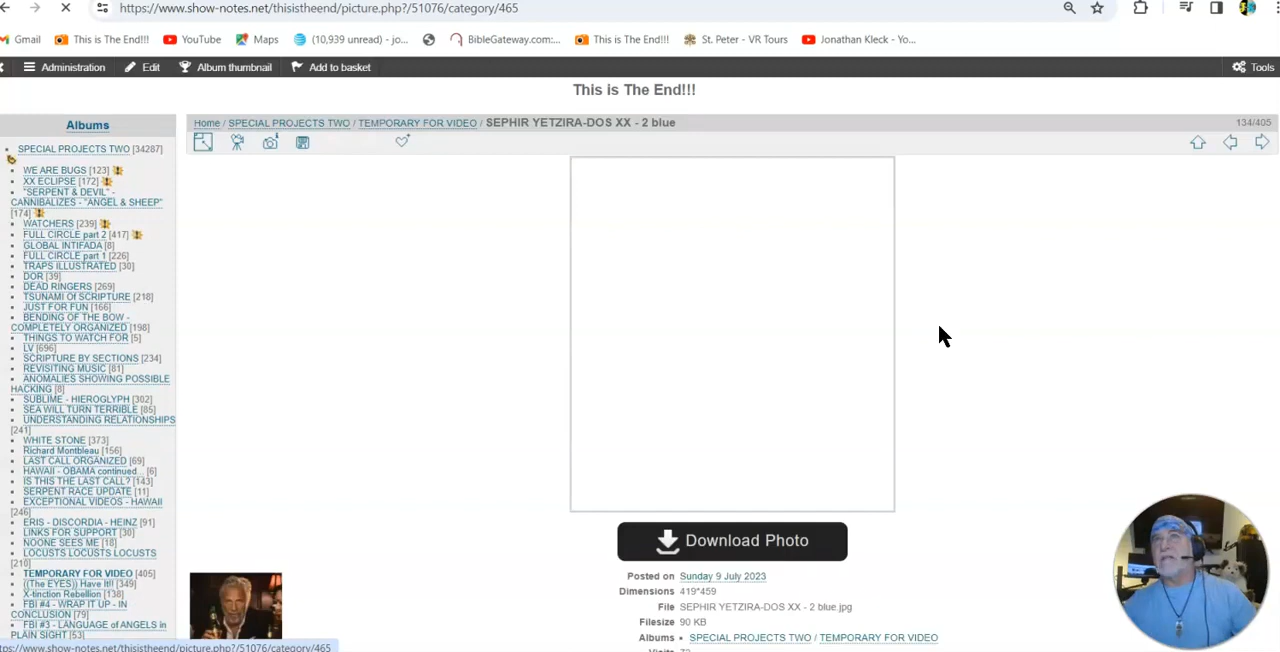 https://www.show-notes.net/thisistheend/picture.php?/51076/category/465
Gmail
This is The End!!!
YouTube
Maps
(10,939 unread) - jo...
BibleGateway.com:...
This is The End!!!
St. Peter - VR Tours
Jonathan Kleck - Yo...
Administration
Edit
Album thumbnail
Add to basket
Tools
This is The End!!!
Albums
Home / SPECIAL PROJECTS TWO / TEMPORARY FOR VIDEO / SEPHIR YETZIRA-DOS XX - 2 blue
134/405
SPECIAL PROJECTS TWO [34287]
WE ARE BUGS [123]
XX ECLIPSE [172]
"SERPENT & DEVIL" -
CANNIBALIZES - "ANGEL & SHEEP"
[174]
WATCHERS [239]
FULL CIRCLE part 2 [417]
GLOBAL INTIFADA [8]
FULL CIRCLE part 1 [226]
TRAPS ILLUSTRATED [30]
DOR [39]
DEAD RINGERS [269]
TSUNAMI Of SCRIPTURE [218]
JUST FOR FUN [166]
BENDING OF THE BOW -
COMPLETELY ORGANIZED [198]
THINGS TO WATCH FOR [5]
LV [696]
SCRIPTURE BY SECTIONS [234]
REVISITING MUSIC [81]
ANOMALIES SHOWING POSSIBLE
HACKING [8]
SUBLIME - HIEROGLYPH [302]
SEA WILL TURN TERRIBLE [85]
UNDERSTANDING RELATIONSHIPS
[241]
WHITE STONE [373]
Richard Montbleau [156]
LAST CALL ORGANIZED [69]
HAWAII - OBAMA continued... [6]
IS THIS THE LAST CALL? [143]
SERPENT RACE UPDATE [11]
EXCEPTIONAL VIDEOS - HAWAII
[246]
ERIS - DISCORDIA - HEINZ [91]
LINKS FOR SUPPORT [30]
NOONE SEES ME [18]
LOCUSTS LOCUSTS LOCUSTS
[210]
TEMPORARY FOR VIDEO [405]
((The EYES)) Have It!! [349]
X-tinction Rebellion [138]
FBI #4 - WRAP IT UP - IN
CONCLUSION [79]
FBI #3 - LANGUAGE of ANGELS in
PLAIN SIGHT [53]
Download Photo
Posted on Sunday 9 July 2023
Dimensions 419*459
File SEPHIR YETZIRA-DOS XX - 2 blue.jpg
Filesize 90 KB
Albums SPECIAL PROJECTS TWO / TEMPORARY FOR VIDEO
ttps://www.show-notes.net/thisistheend/picture.php?/51076/category/465